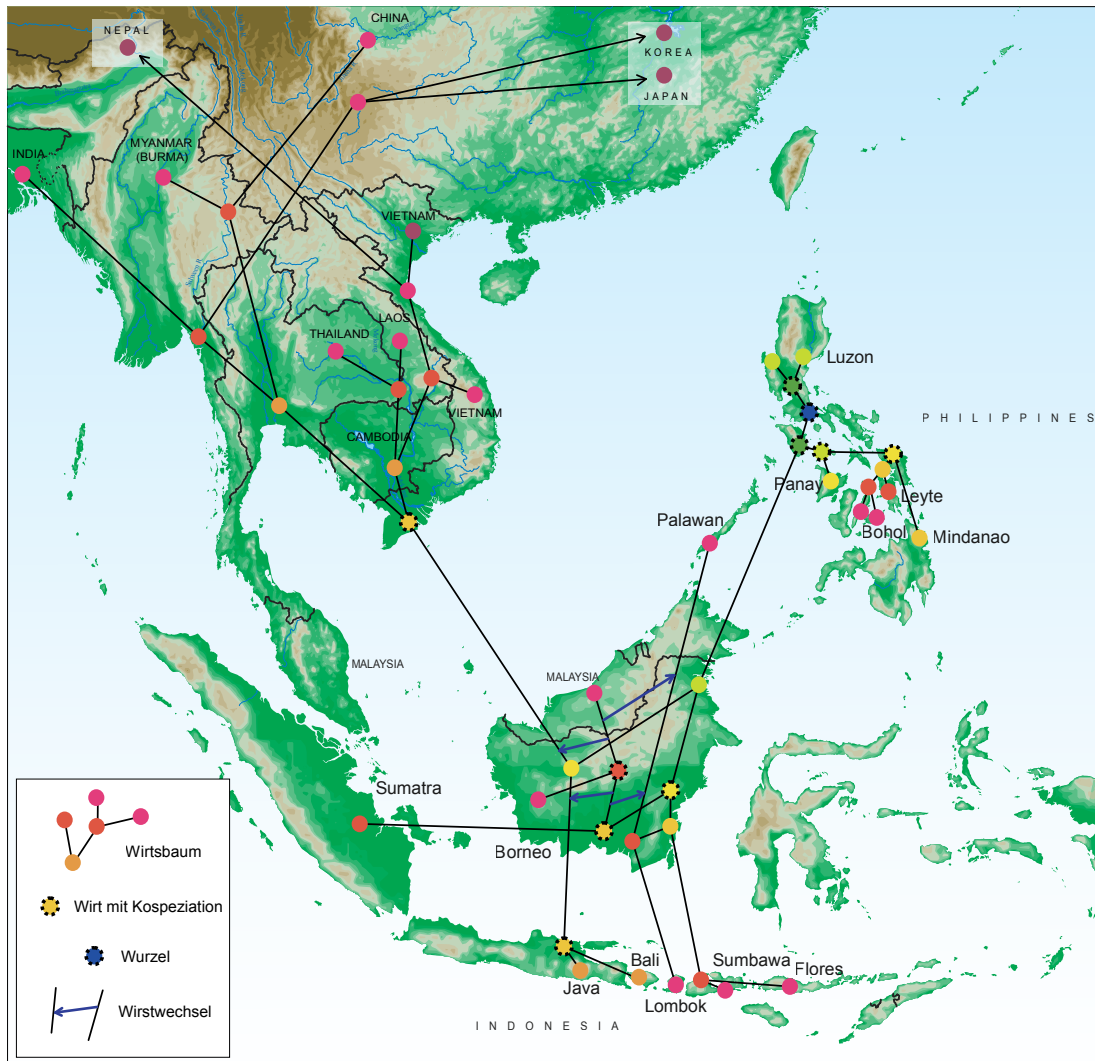 CHINA
NEPAL
KOREA
JAPAN
MYANMAR
(BURMA)
INDIA
VIETNAM
LAOS
THAILAND
Luzon
VIETNAM
PHILIPPINES
CAMBODIA
Panay
Leyte
Palawan
Bohol
Mindanao
MALAYSIA
MALAYSIA
Sumatra
Borneo
Bali
Sumbawa
Flores
Java
Lombok
INDONESIA
Wirtsbaum
Wirt mit Kospeziation
Wurzel
Wirstwechsel